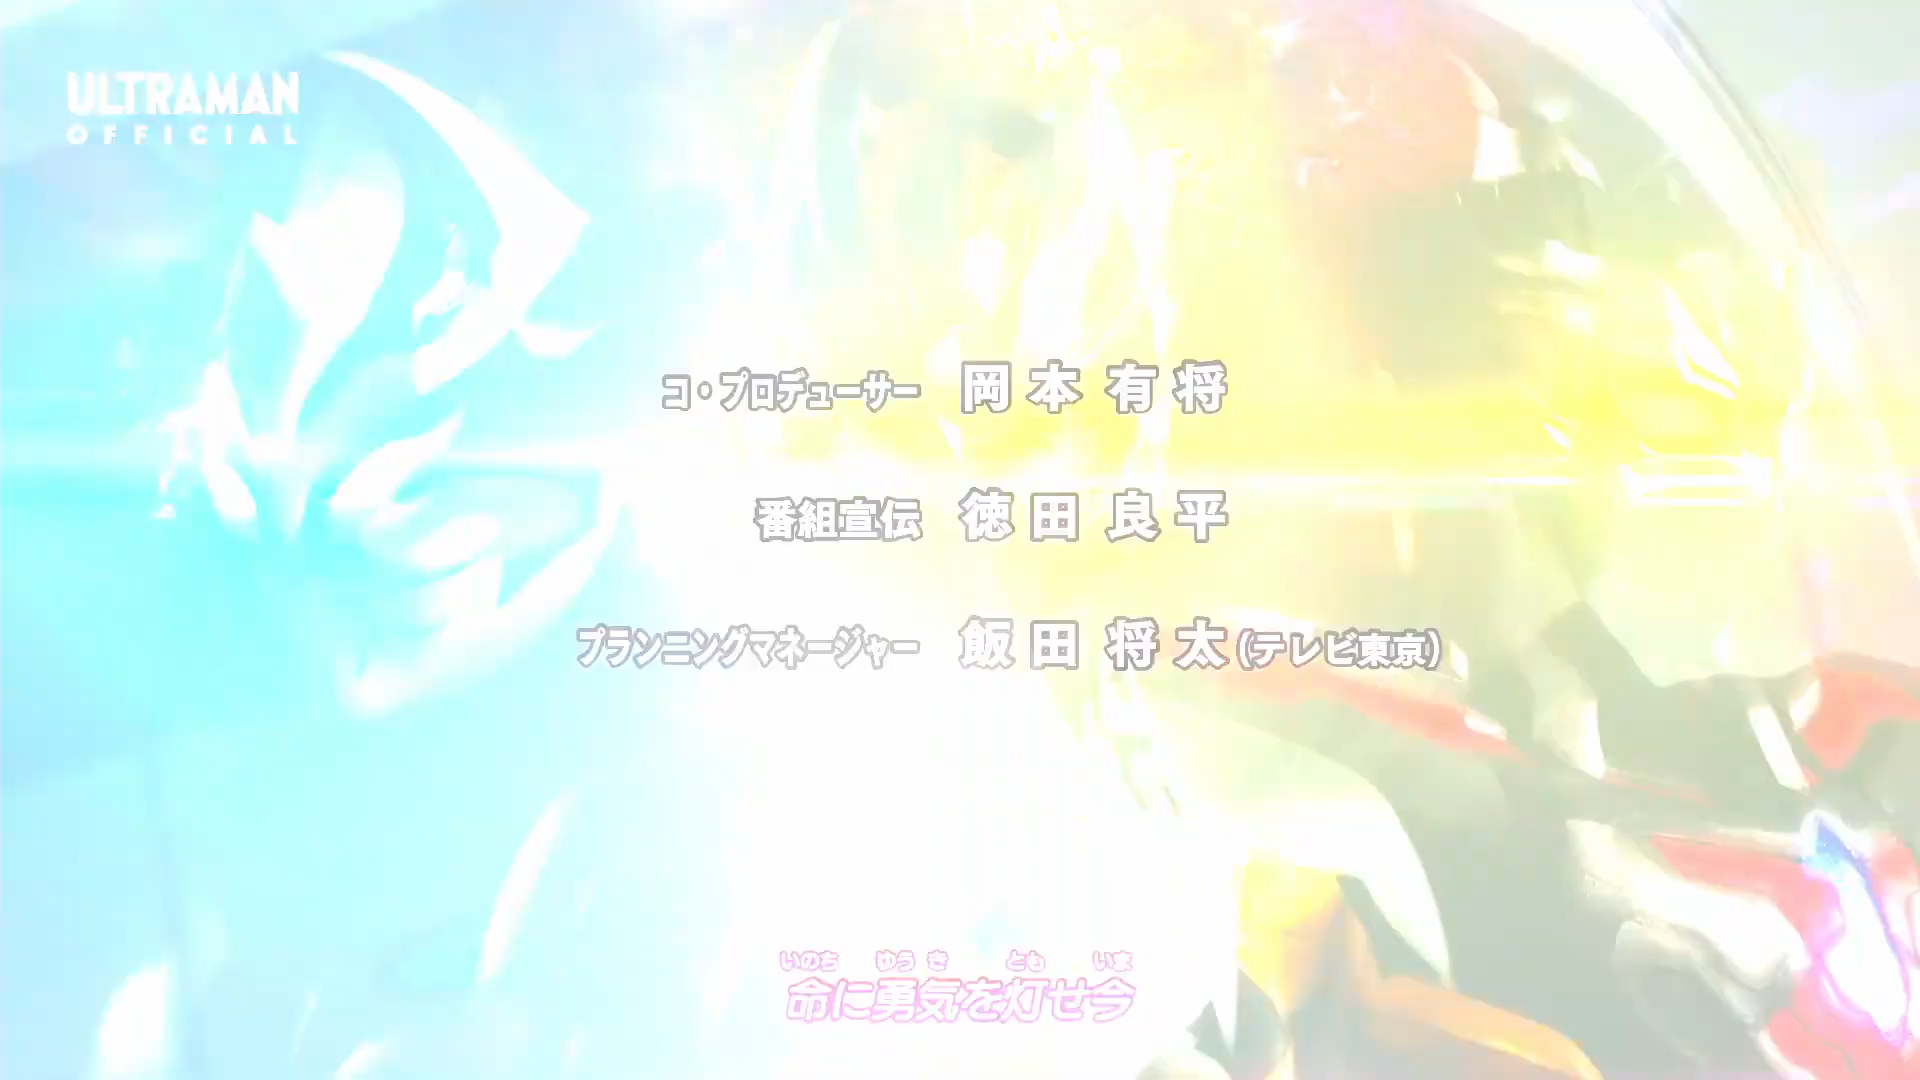 ULTRAMAN
OFFICIAL
コ・プロデューサー 岡本有将
番組宣伝 徳田良平
プランニングマネージャー 飯田将太(テレビ東京)
いのち ゆうき とも いま
命に勇気を灯せ今